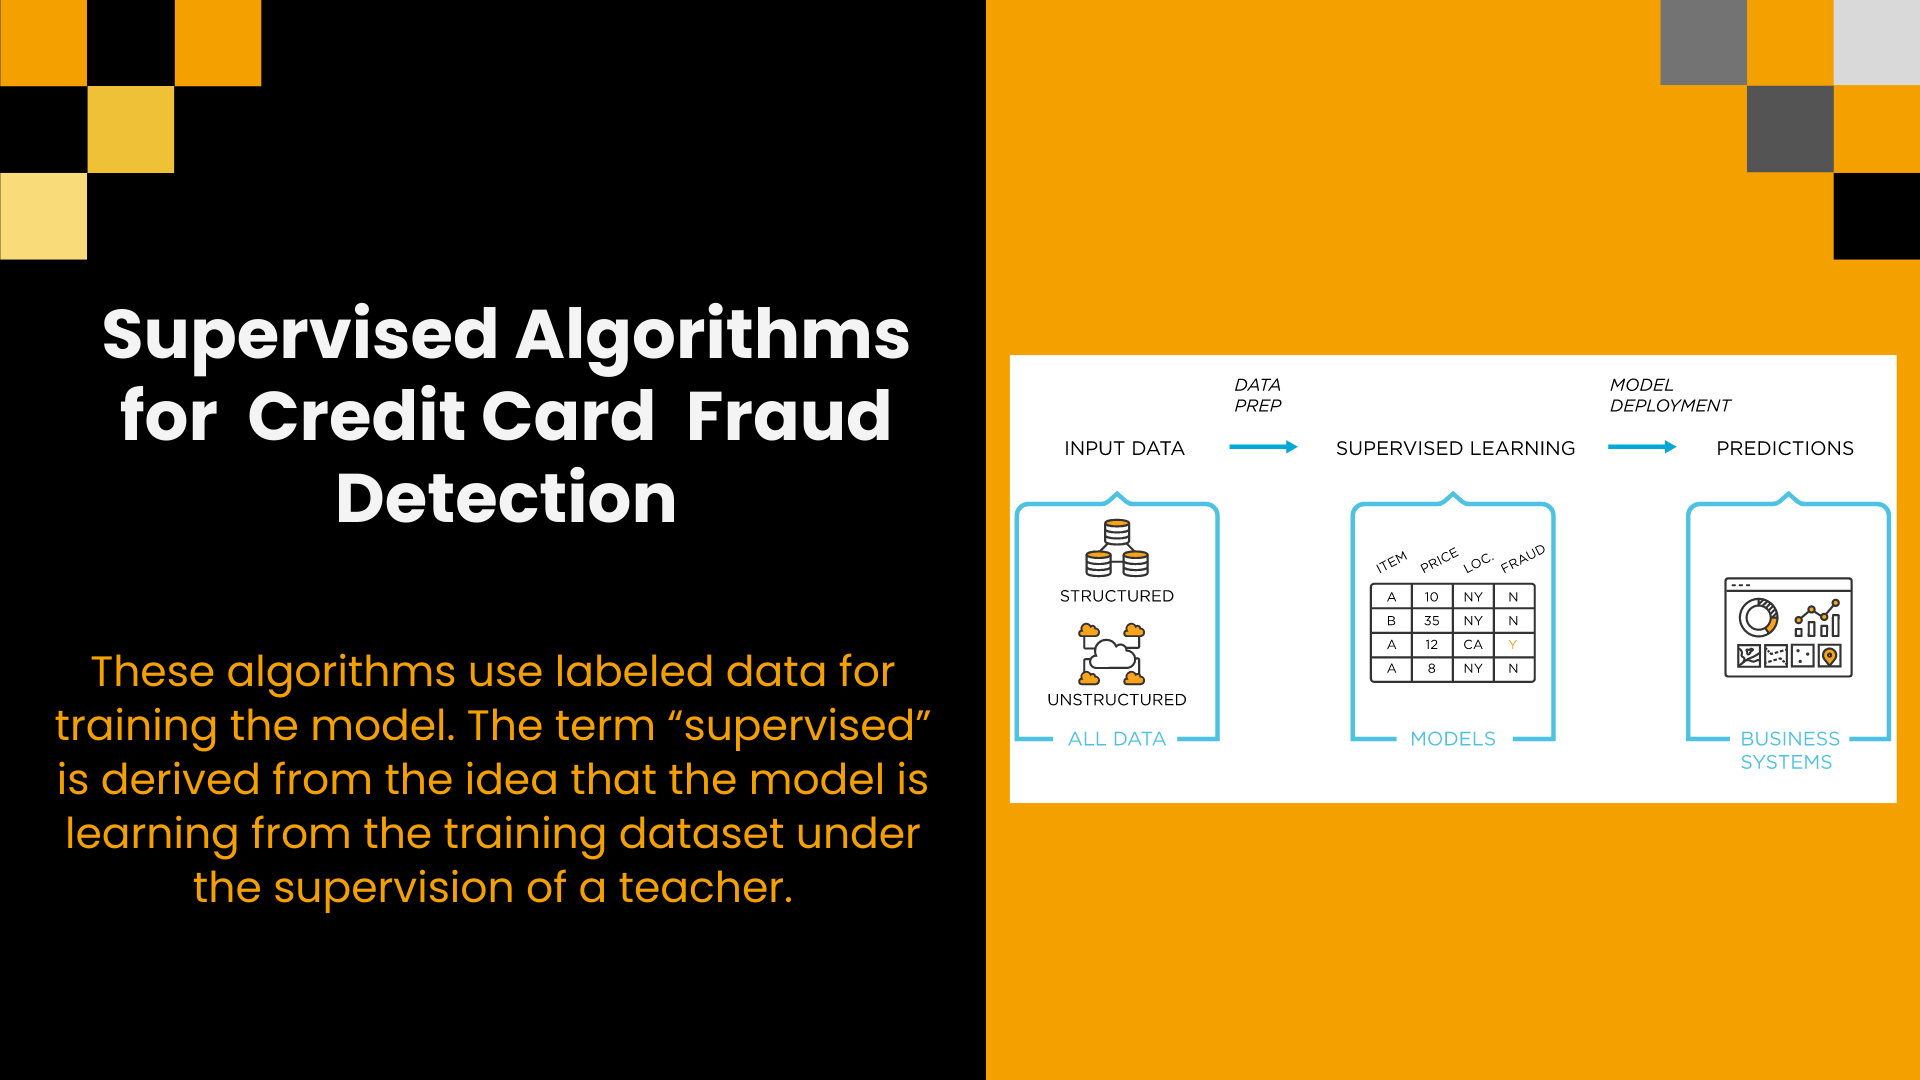 Supervised Algorithms
for Credit Card Fraud
Detection
These algorithms use labeled data for
training the model. The term “supervised”
is derived from the idea that the model is
learning from the training dataset under
the supervision of a teacher.
DATA
PREP
MODEL
DEPLOYMENT
INPUT DATA
SUPERVISED LEARNING
PREDICTIONS
STRUCTURED
UNSTRUCTURED
ALL DATA
ITEM PRICE LOC. FRAUD
A 10 NY N
B 35 NY N
A 12 CA Y
A 8 NY N
MODELS
BUSINESS
SYSTEMS